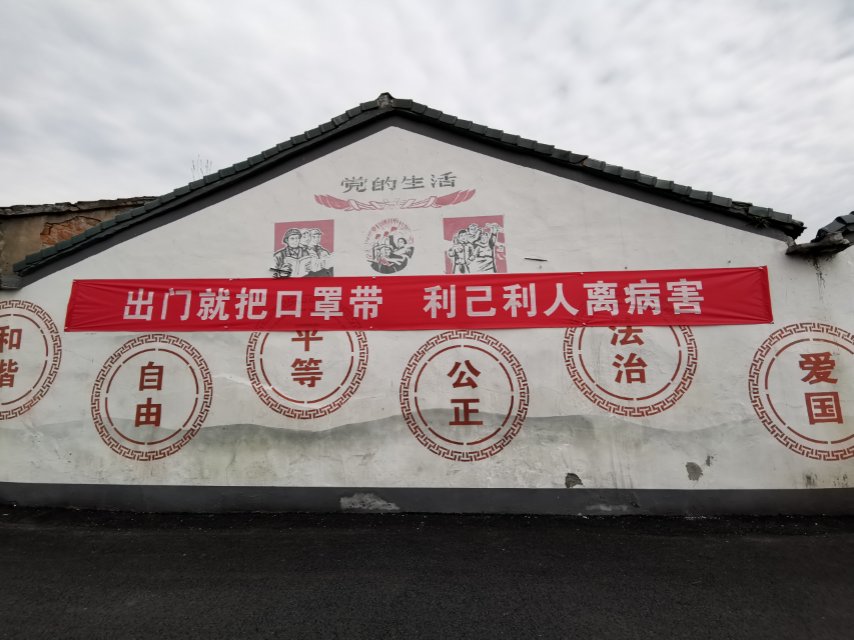 党的生活
出门就把口罩带 利己利人离病害
和谐
自由
平等
公正
法治
爱国